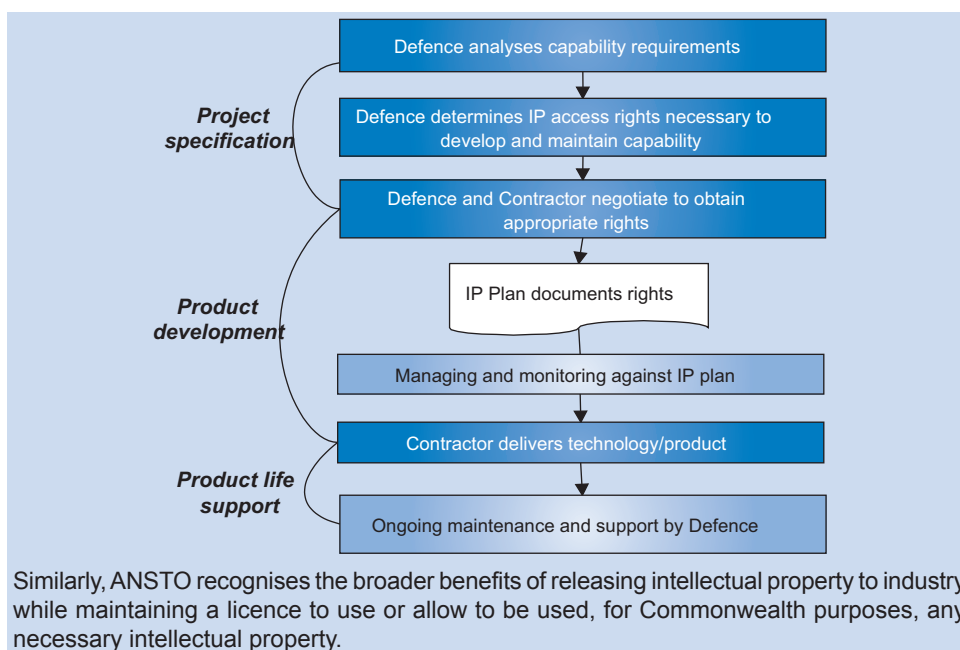 Defence analyses capability requirements
Project
specification
Defence determines IP access rights necessary to
develop and maintain capability
Defence and Contractor negotiate to obtain
appropriate rights
IP Plan documents rights
Product
development
Managing and monitoring against IP plan
Contractor delivers technology/product
Product life
support
Ongoing maintenance and support by Defence
Similarly, ANSTO recognises the broader benefits of releasing intellectual property to industry
while maintaining a licence to use or allow to be used, for Commonwealth purposes, any
necessary intellectual property.